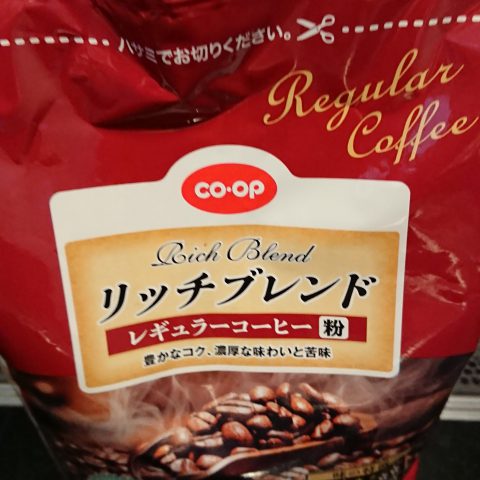 ハサミでお切りください。
Regular
Coffee
CO·OP
Rich Blend
リッチブレンド
レギュラーコーヒー 粉
豊かなコク、濃厚な味わいと苦味